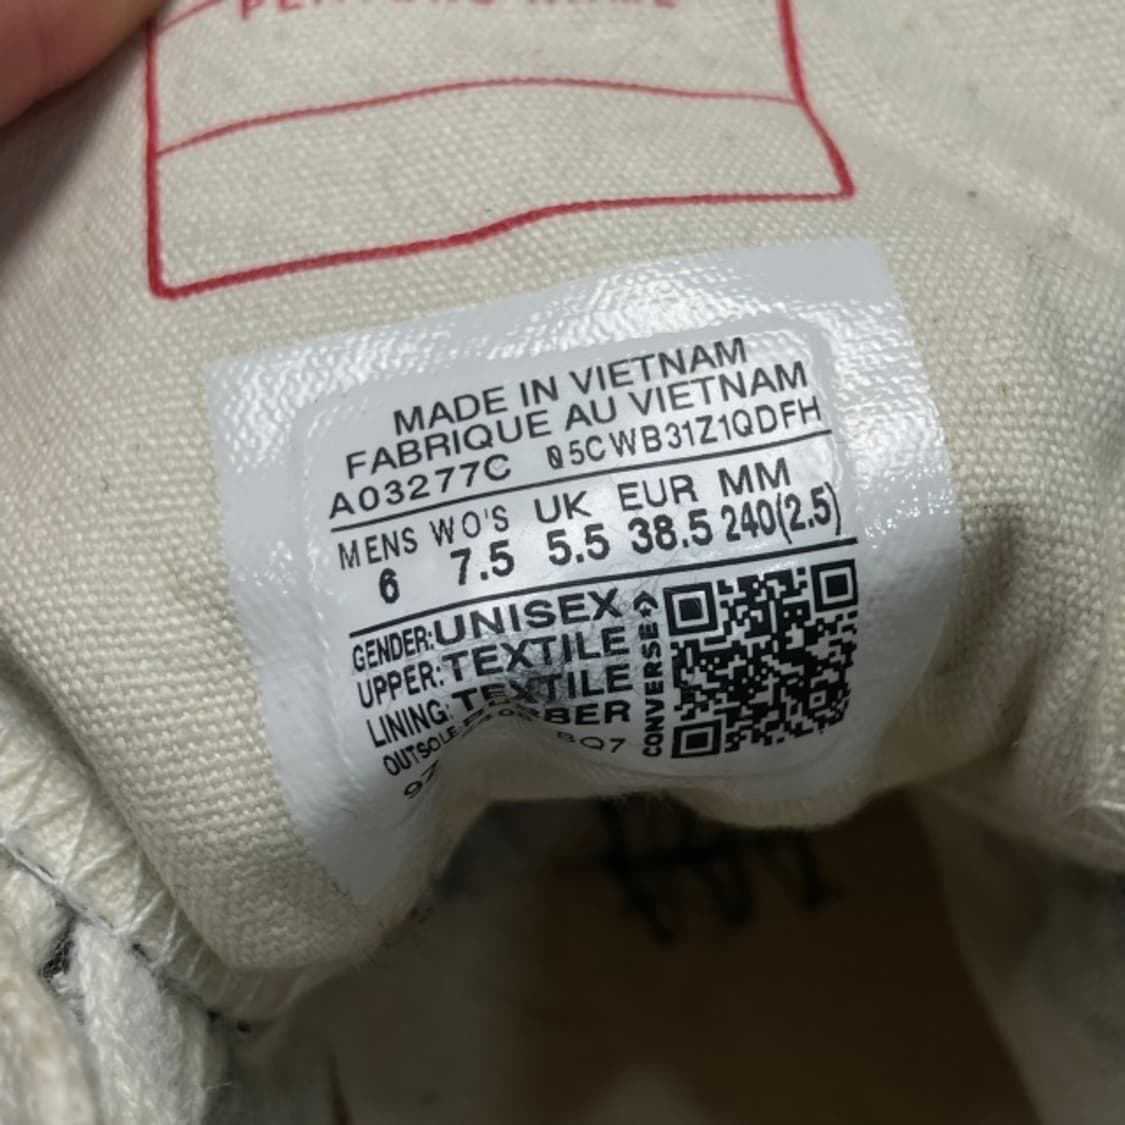 MADE IN VIETNAM
FABRIQUE AU VIETNAM
A03277C 05CWB31Z1QDFH
MENS WO'S UK EUR MM
6 7.5 5.5 38.5 240(2.5)
GENDER:UNISEX
UPPER:TEXTILE
LINING:TEXTILE
OUTSOLE
CONVERSE